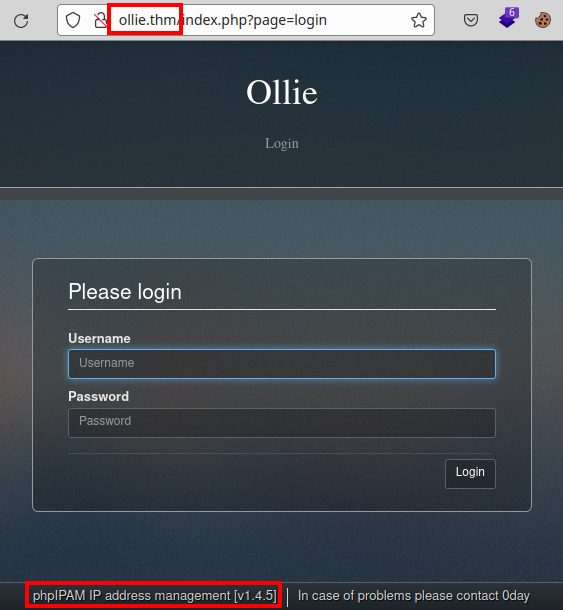 ollie.thm/index.php?page=login
6
Ollie
Login
Please login
Username
Username
Password
Password
Login
phpIPAM IP address management [v1.4.5] In case of problems please contact 0day